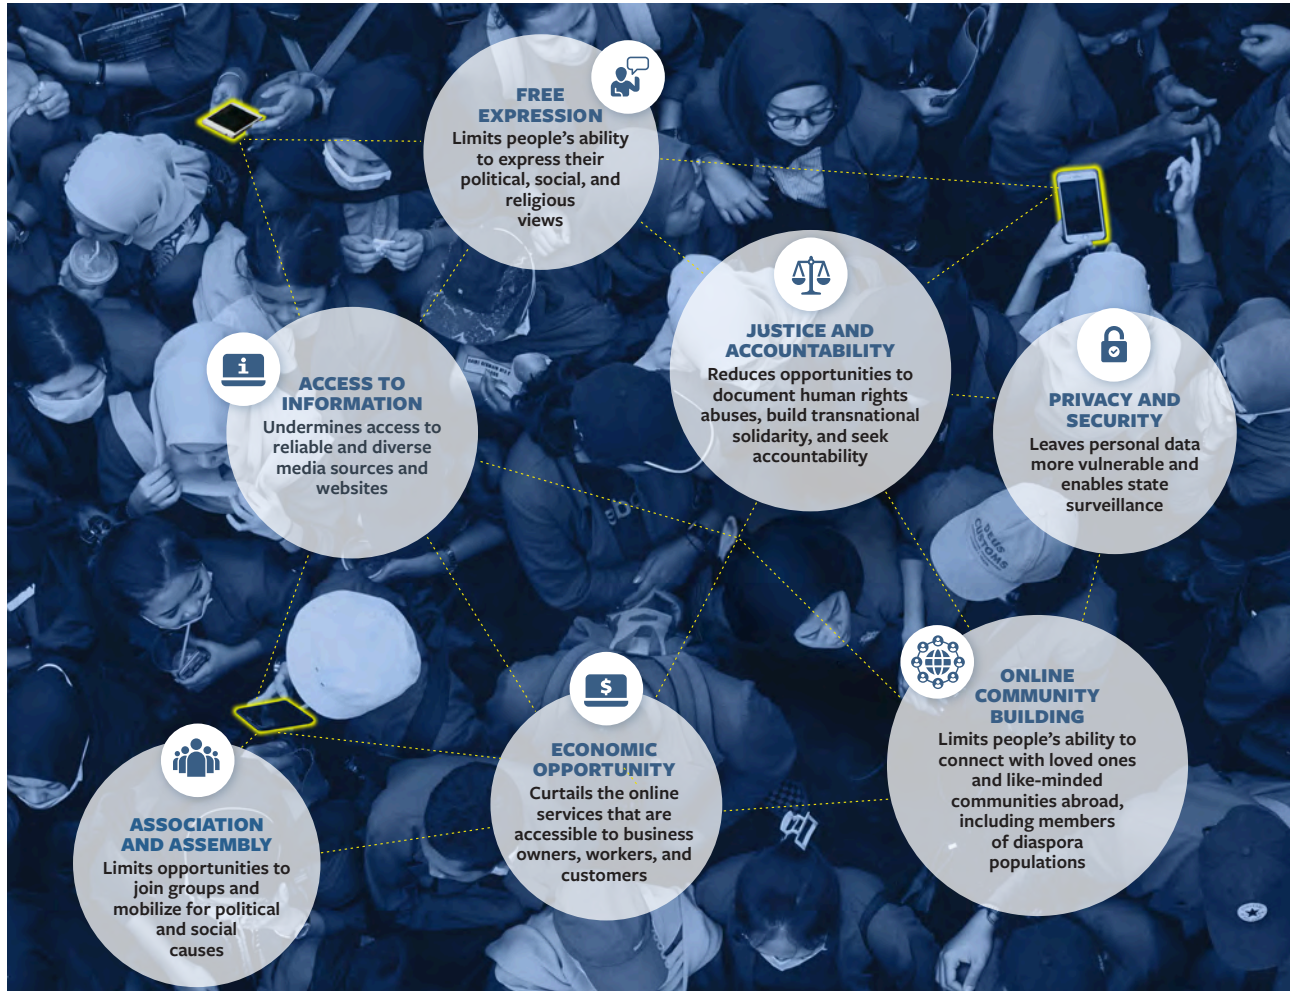 FREE
EXPRESSION
Limits people’s ability
to express their
political, social, and
religious
views
JUSTICE AND
ACCOUNTABILITY
Reduces opportunities to
document human rights
abuses, build transnational
solidarity, and seek
accountability
ACCESS TO
INFORMATION
Undermines access to
reliable and diverse
media sources and
websites
PRIVACY AND
SECURITY
Leaves personal data
more vulnerable and
enables state
surveillance
DEUS
CUSTOMS
ONLINE
COMMUNITY
BUILDING
Limits people’s ability to
connect with loved ones
and like-minded
communities abroad,
including members
of diaspora
populations
$
ECONOMIC
OPPORTUNITY
Curtails the online
services that are
accessible to business
owners, workers, and
customers
ASSOCIATION
AND ASSEMBLY
Limits opportunities to
join groups and
mobilize for political
and social
causes